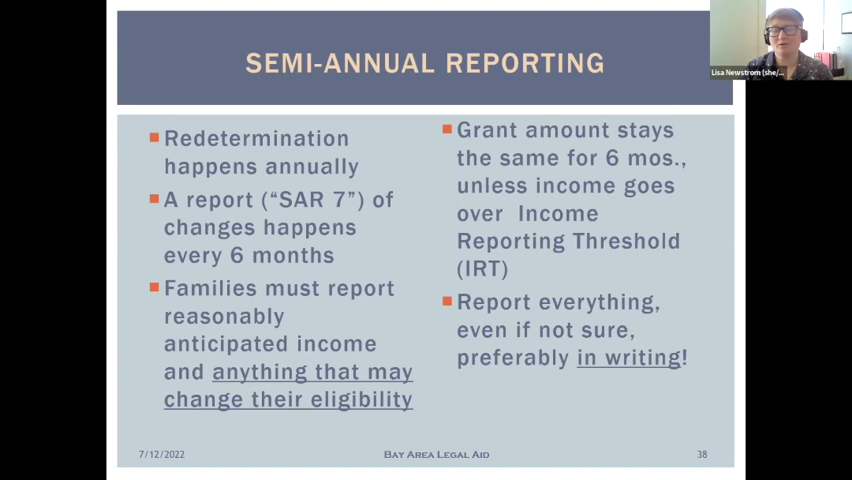 SEMI-ANNUAL REPORTING
Lisa Newstrom (she/...
Redetermination
happens annually
A report (“SAR 7”) of
changes happens
every 6 months
Families must report
reasonably
anticipated income
and anything that may
change their eligibility
Grant amount stays
the same for 6 mos.,
unless income goes
over Income
Reporting Threshold
(IRT)
Report everything,
even if not sure,
preferably in writing!
7/12/2022
BAY AREA LEGAL AID
38